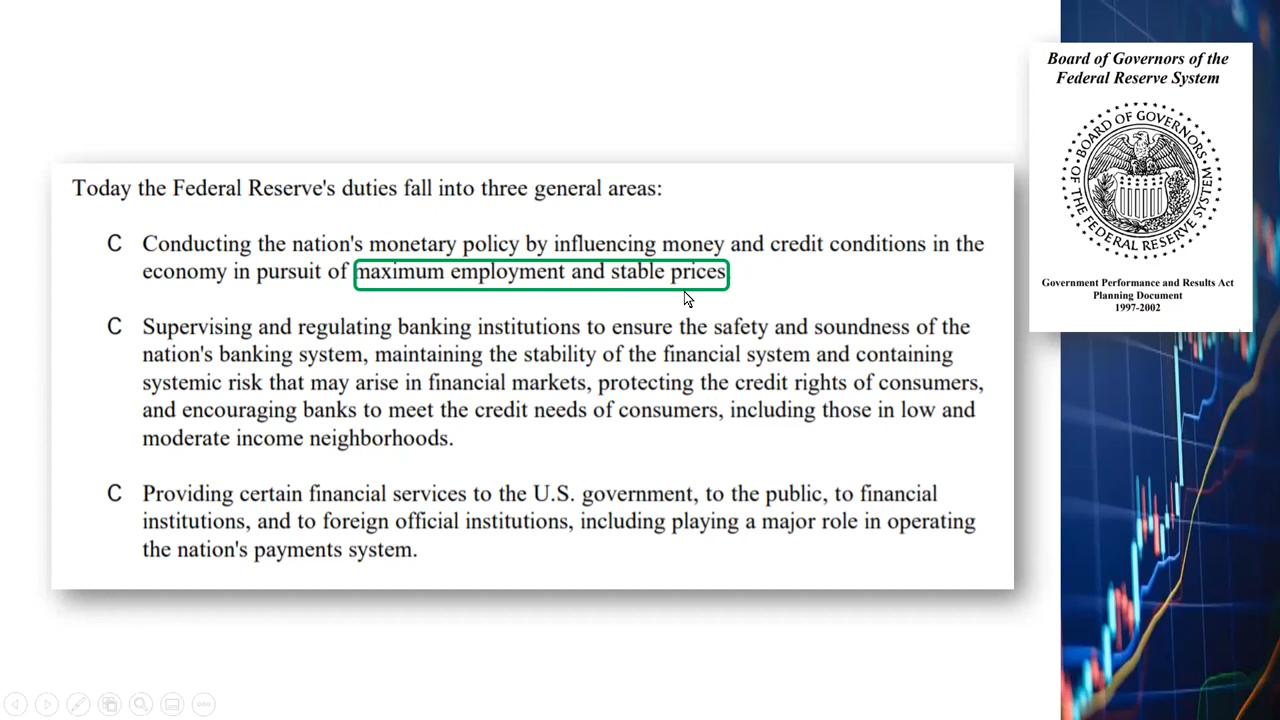 Today the Federal Reserve's duties fall into three general areas:
C Conducting the nation's monetary policy by influencing money and credit conditions in the
economy in pursuit of maximum employment and stable prices.
C Supervising and regulating banking institutions to ensure the safety and soundness of the
nation's banking system, maintaining the stability of the financial system and containing
systemic risk that may arise in financial markets, protecting the credit rights of consumers,
and encouraging banks to meet the credit needs of consumers, including those in low and
moderate income neighborhoods.
C Providing certain financial services to the U.S. government, to the public, to financial
institutions, and to foreign official institutions, including playing a major role in operating
the nation's payments system.
Board of Governors of the
Federal Reserve System
BOARD OF GOVERNORS
OF THE FEDERAL RESERVE SYSTEM
Government Performance and Results Act
Planning Document
1997-2002